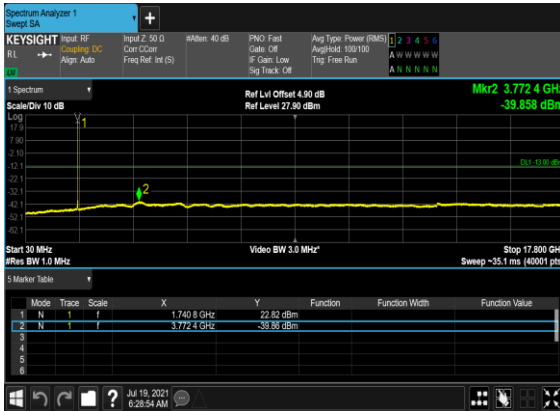 Spectrum Analyzer 1
Swept SA
+
KEYSIGHT Input: RF Input Z: 50 Ω #Atten: 40 dB PNO: Fast Avg Type: Power (RMS) 1 2 3 4 5 6
RL Coupling: DC Corr CCorr Gate: Off Avg|Hold: 100/100 A W W W W W
Align: Auto Freq Ref: Int (S) IF Gain: Low Trig: Free Run
Sig Track: Off A N N N N N
1 Spectrum Ref Lvl Offset 4.90 dB Mkr2 3.772 4 GHz
Scale/Div 10 dB Ref Level 27.90 dBm -39.858 dBm
Log
17.9
7.90
-2.10
-12.1
DL1 -13.00 dBm
-22.1
-32.1
-42.1
-52.1
-62.1
1
2
Start 30 MHz Video BW 3.0 MHz* Stop 17.800 GHz
#Res BW 1.0 MHz Sweep ~35.1 ms (40001 pts)
5 Marker Table
Mode Trace Scale X Y Function Function Width Function Value
1 N 1 f 1.740 8 GHz 22.82 dBm
2 N 1 f 3.772 4 GHz -39.86 dBm
3
4
5
6
? Jul 19, 2021
6:28:54 AM